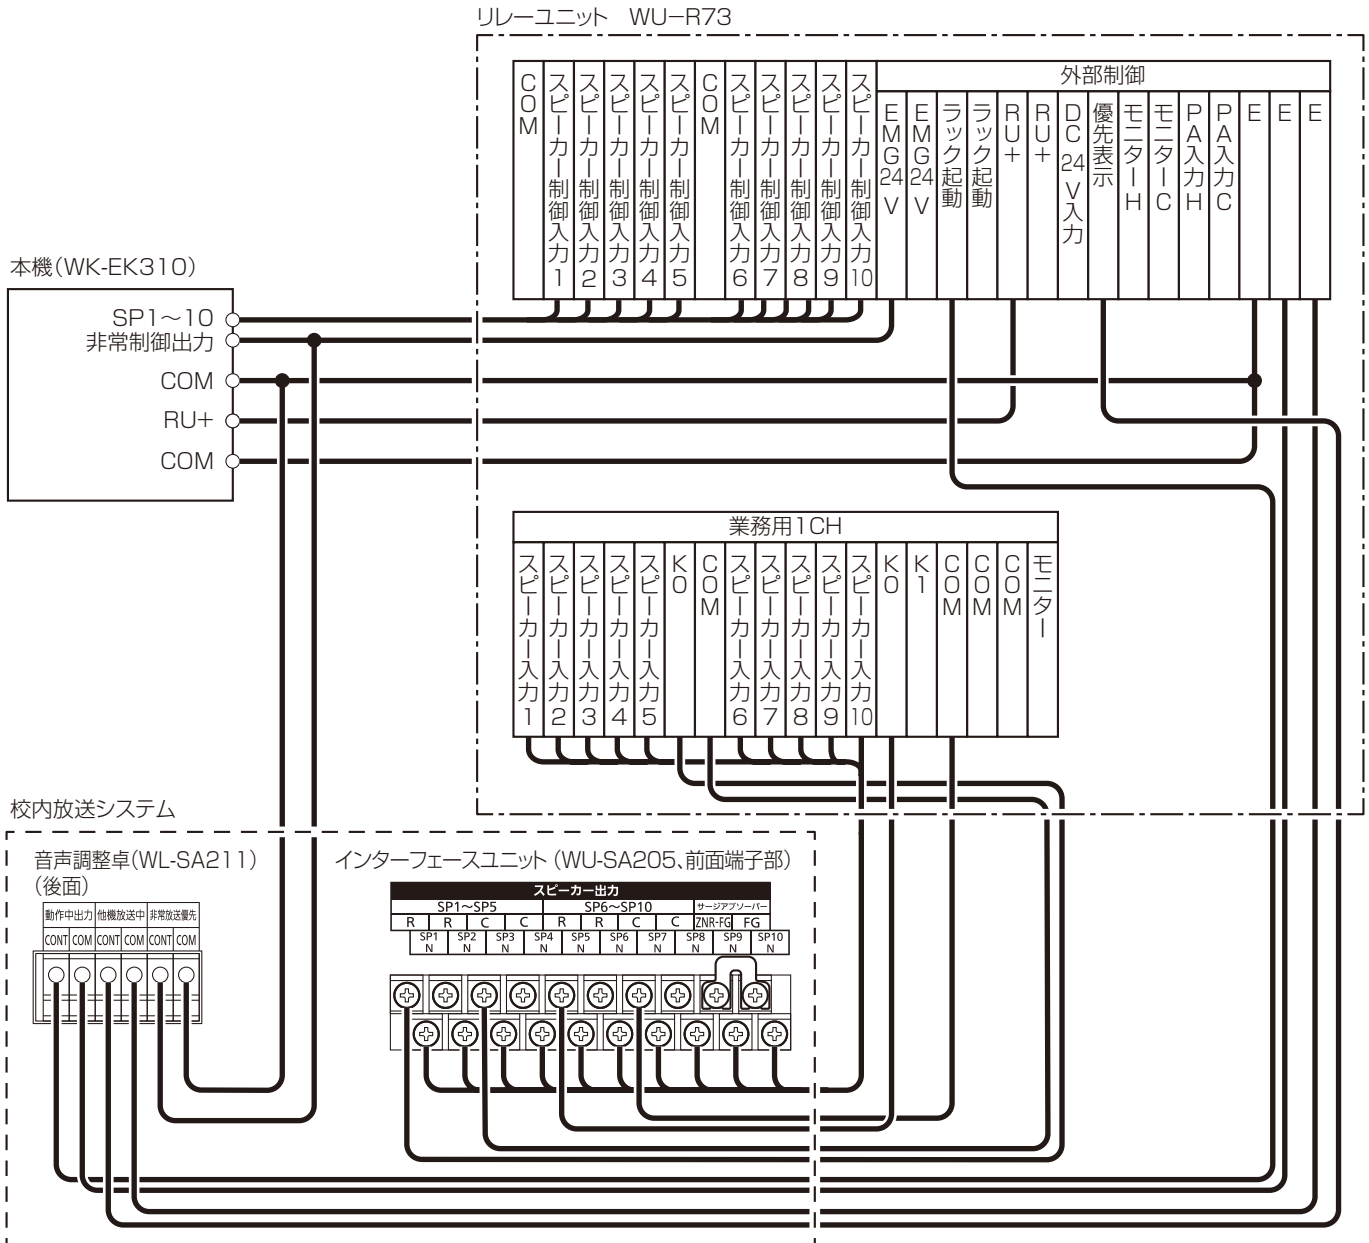 リレーユニット　WU−R73
外部制御
COM
スピーカー制御入力1
スピーカー制御入力2
スピーカー制御入力3
スピーカー制御入力4
スピーカー制御入力5
COM
スピーカー制御入力6
スピーカー制御入力7
スピーカー制御入力8
スピーカー制御入力9
スピーカー制御入力10
EMG24V
EMG24V
ラック起動
ラック起動
RU+
RU+
DC24V入力
優先表示
モニターH
モニターC
PA入力H
PA入力C
E
E
E
本機（WK-EK310）
SP1〜10
非常制御出力
COM
RU+
COM
業務用1CH
スピーカー入力1
スピーカー入力2
スピーカー入力3
スピーカー入力4
スピーカー入力5
K0
COM
スピーカー入力6
スピーカー入力7
スピーカー入力8
スピーカー入力9
スピーカー入力10
K0
K1
COM
COM
COM
モニター
校内放送システム
音声調整卓（WL-SA211）
（後面）
動作中出力 他機放送中 非常放送優先
CONT COM CONT COM CONT COM
インターフェースユニット（WU-SA205、前面端子部）
スピーカー出力
SP1〜SP5 SP6〜SP10 サージアブソーバー
R R C C R R C C ZNR-FG FG
SP1 SP2 SP3 SP4 SP5 SP6 SP7 SP8 SP9 SP10
N N N N N N N N N N